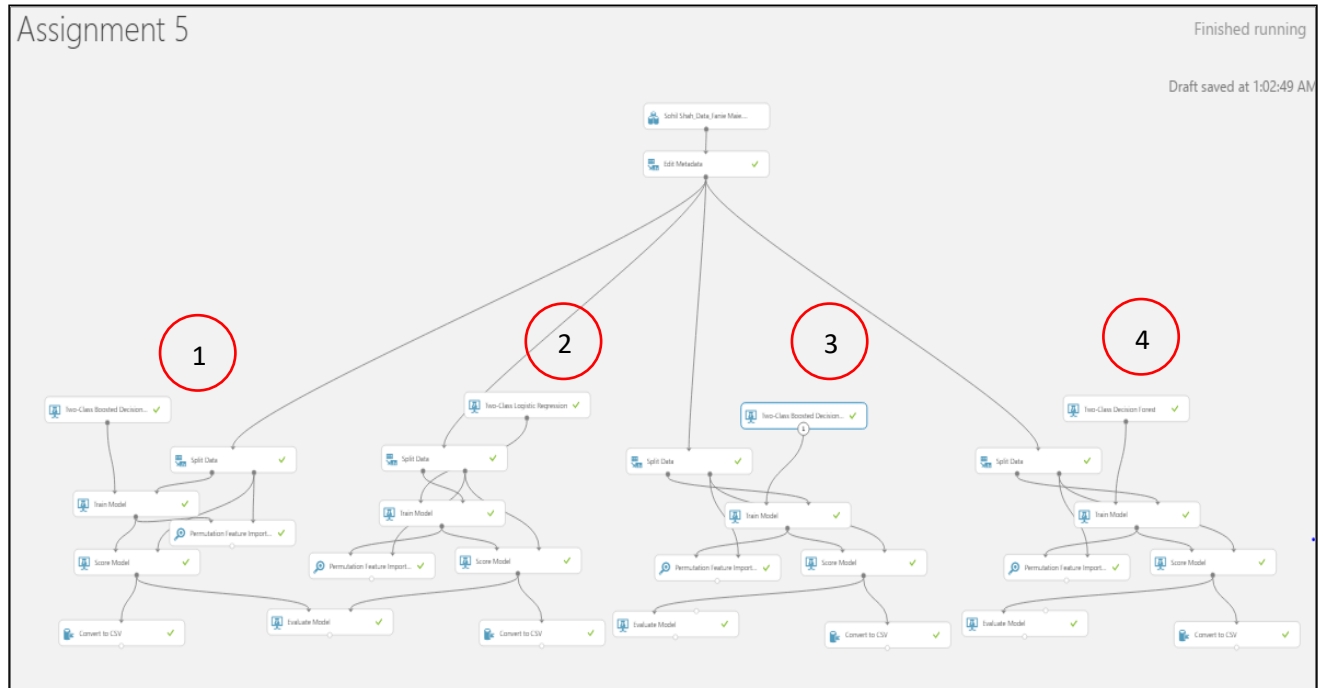 Assignment 5
Finished running
Draft saved at 1:02:49 AM
Sohil Shah_Data_Fanie Mae...
Edit Metadata
1
2
3
4
Two-Class Boosted Decision...
Two-Class Logistic Regression
Two-Class Boosted Decision...
1
Two-Class Decision Forest
Split Data
Split Data
Split Data
Split Data
Train Model
Train Model
Train Model
Train Model
Permutation Feature Import...
Score Model
Permutation Feature Import...
Score Model
Permutation Feature Import...
Score Model
Permutation Feature Import...
Score Model
Convert to CSV
Evaluate Model
Convert to CSV
Evaluate Model
Convert to CSV
Evaluate Model
Convert to CSV